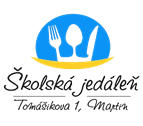 Školská jedáleň
Tomášikova 1, Martin